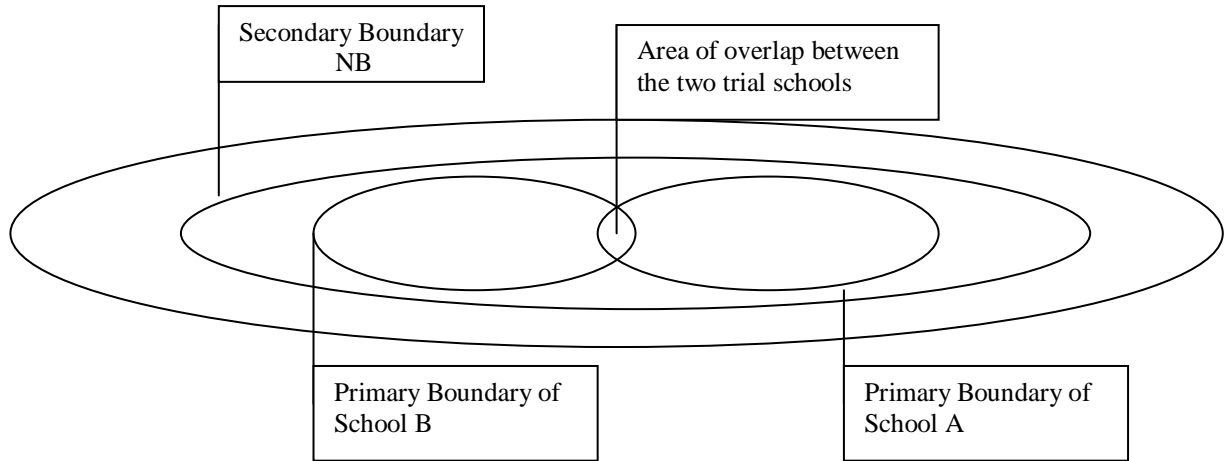 Secondary Boundary
NB
Area of overlap between
the two trial schools
Primary Boundary of
School B
Primary Boundary of
School A